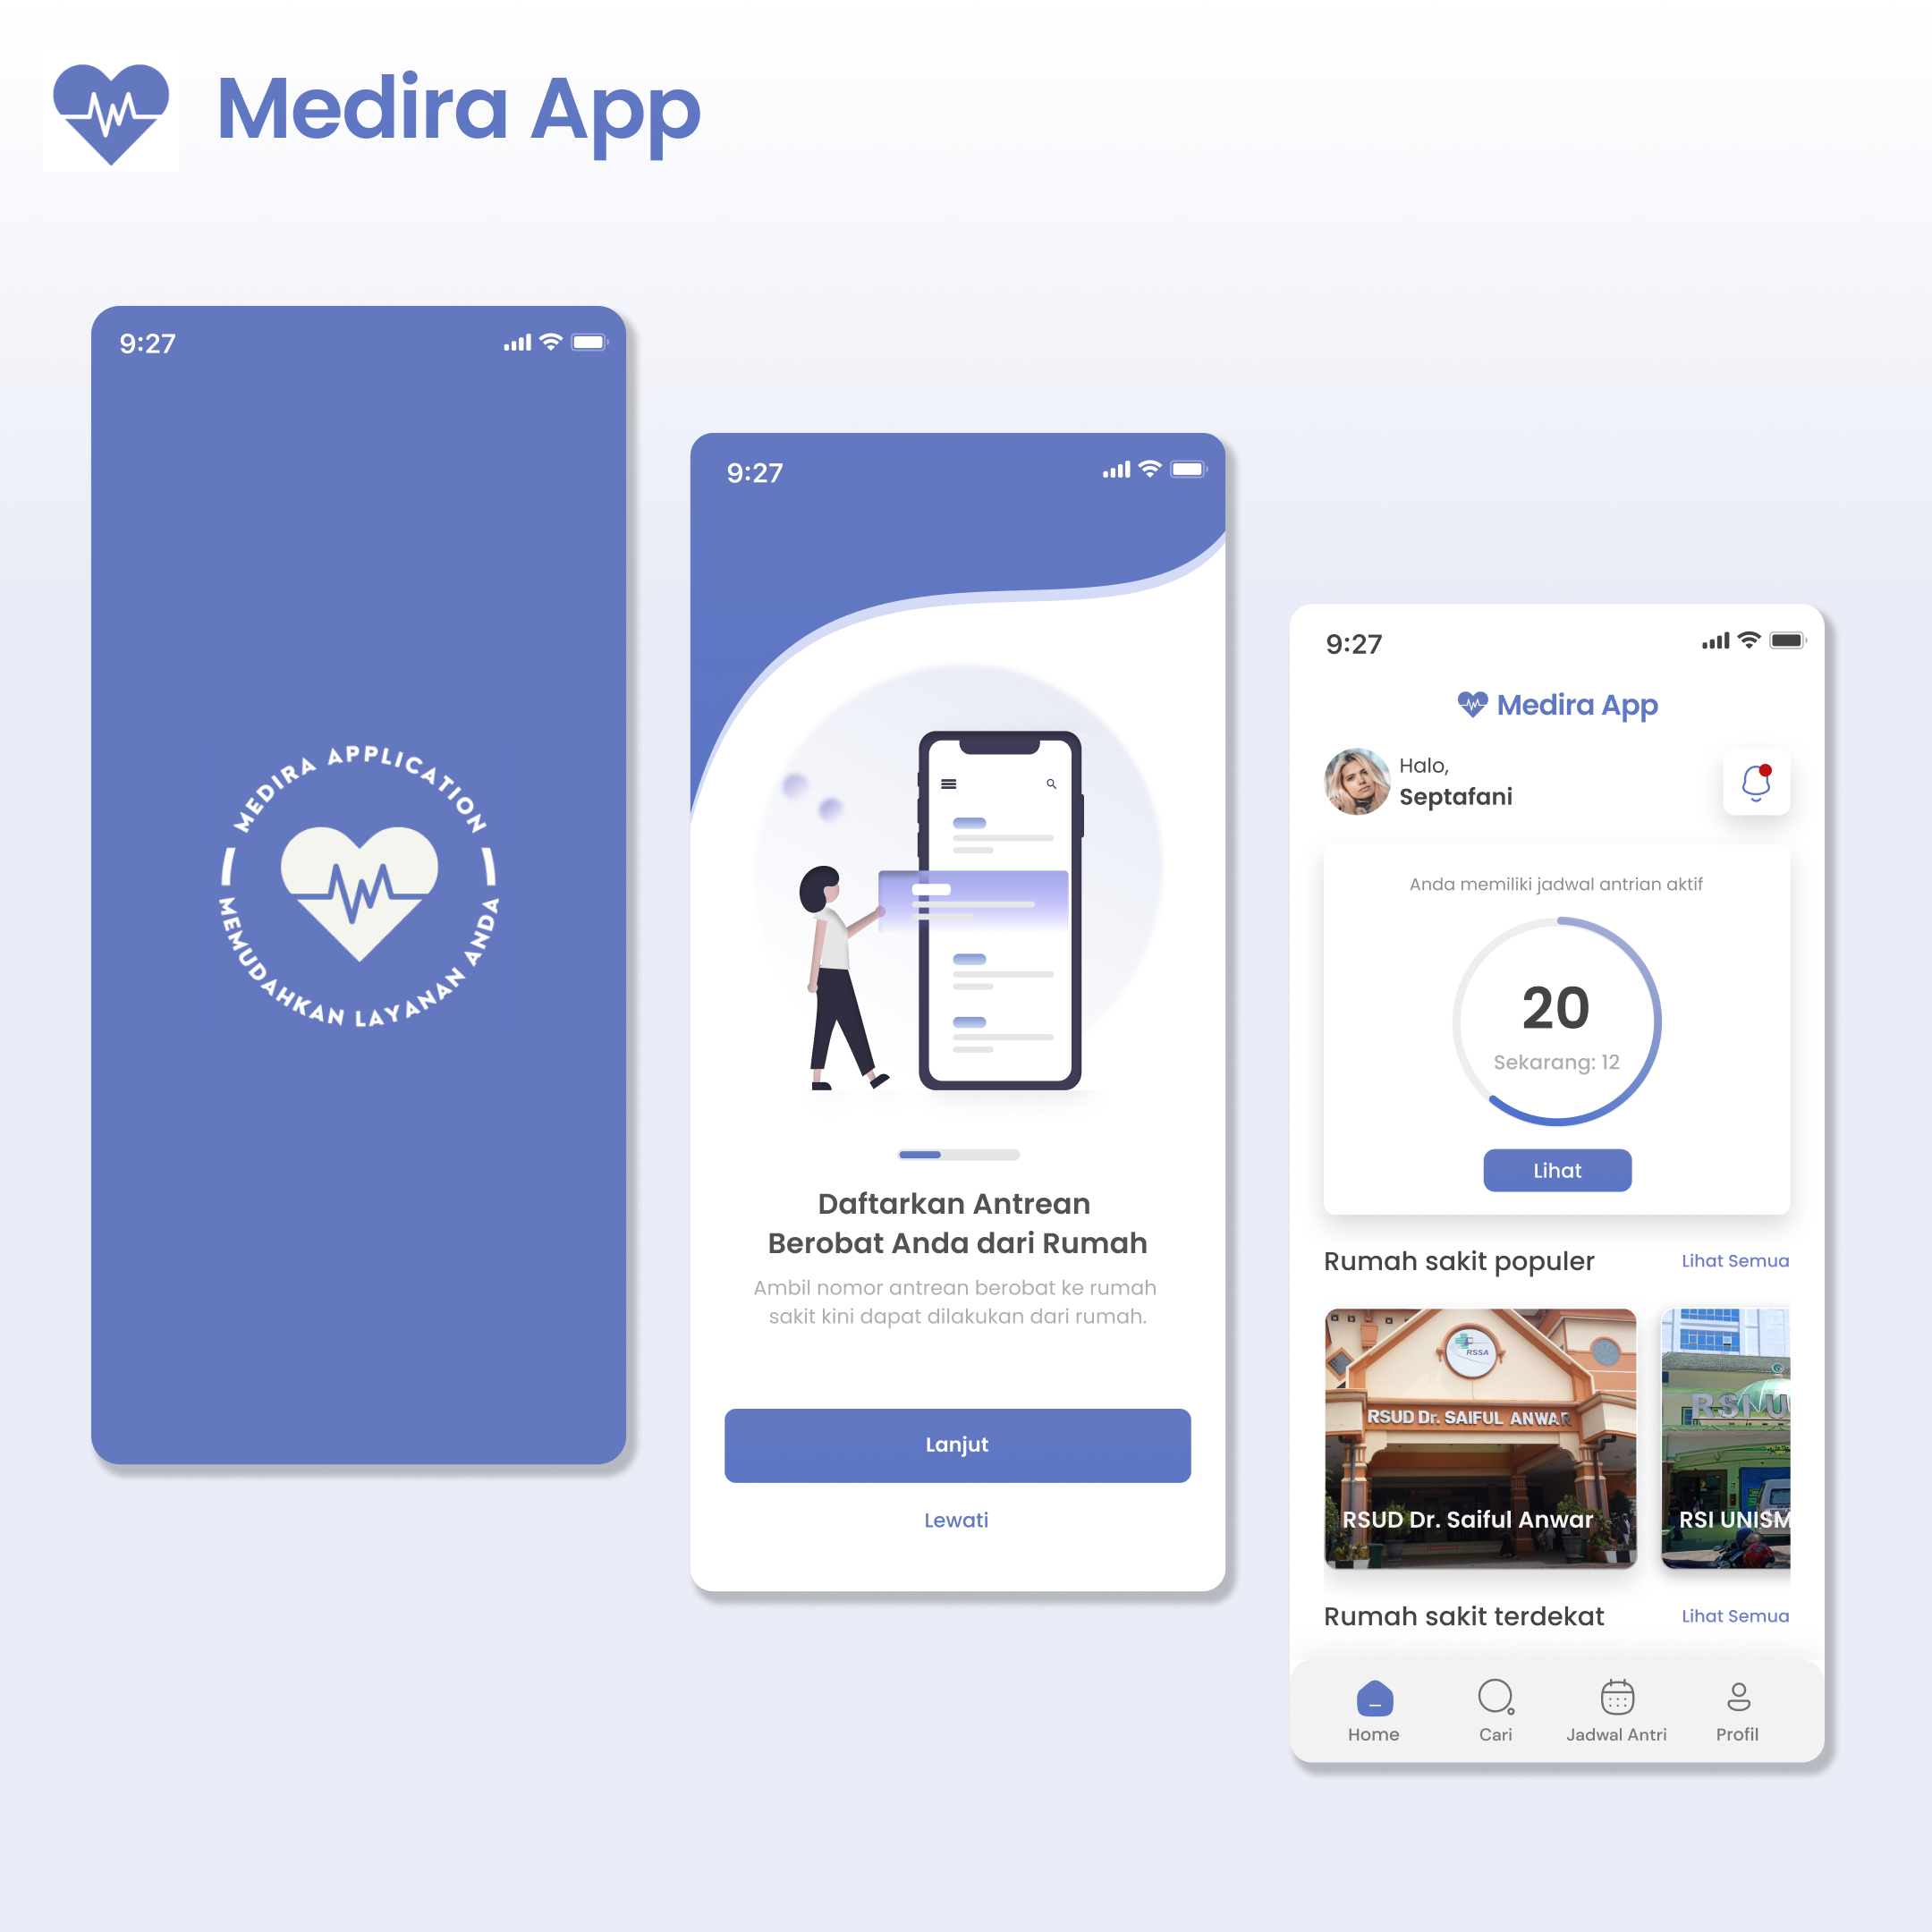 Medira App
9:27
MEDIRA APPLICATION
MEMUDAHKAN LAYANAN ANDA
9:27
Daftarkan Antrean
Berobat Anda dari Rumah
Ambil nomor antrean berobat ke rumah
sakit kini dapat dilakukan dari rumah.
Lanjut
Lewati
9:27
Medira App
Halo,
Septafani
Anda memiliki jadwal antrian aktif
20
Sekarang: 12
Lihat
Rumah sakit populer
Lihat Semua
RSSA
RSUD Dr. SAIFUL ANWAR
RSUD Dr. Saiful Anwar
RSI U
RSI UNISM
Rumah sakit terdekat
Lihat Semua
Home
Cari
Jadwal Antri
Profil